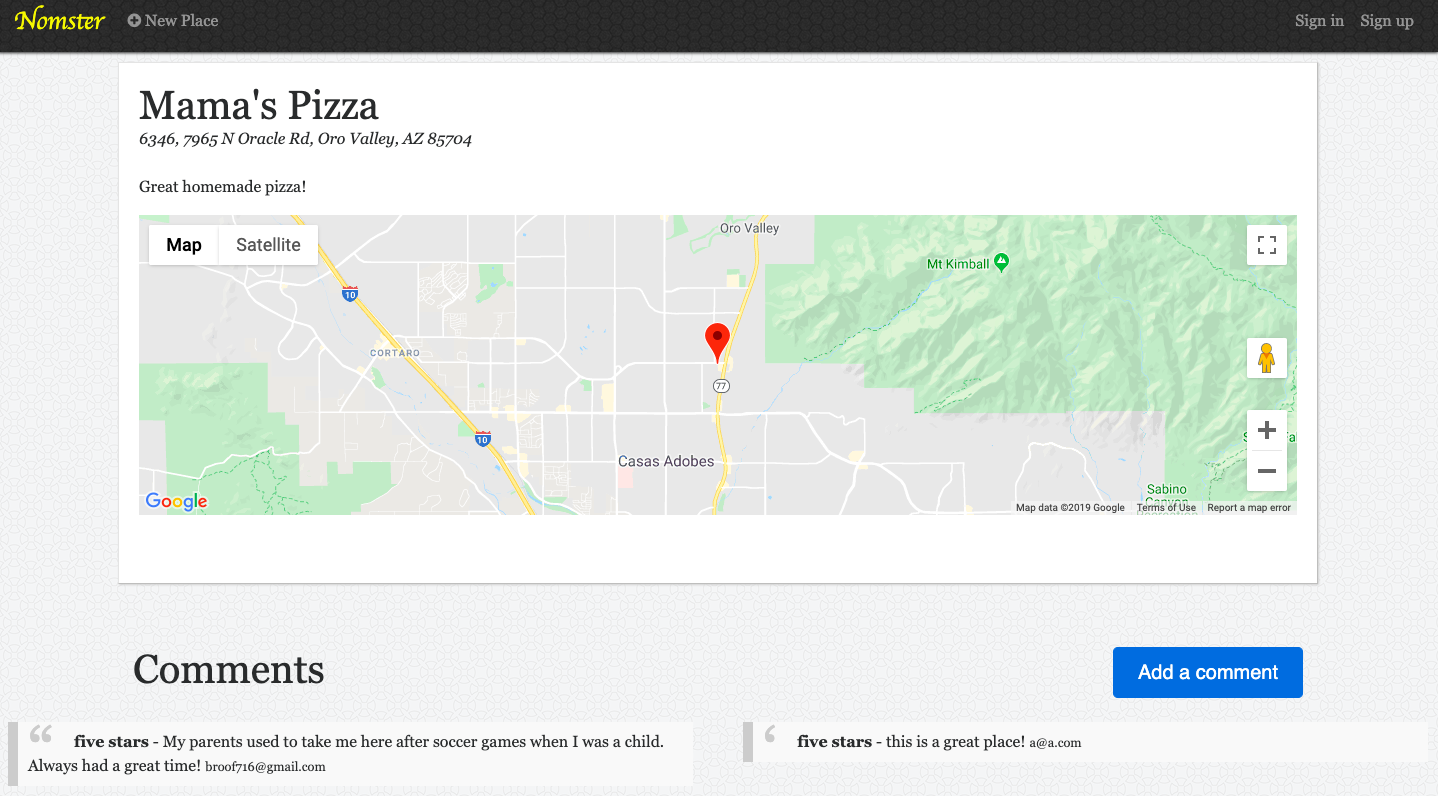 Nomster New Place Sign in Sign up
Mama's Pizza
6346, 7965 N Oracle Rd, Oro Valley, AZ 85704
Great homemade pizza!
Map Satellite
Oro Valley
Mt Kimball
10
CORTARO
77
10
Casas Adobes
Sabino
Google
Map data ©2019 Google Terms of Use Report a map error
Comments
Add a comment
“ five stars - My parents used to take me here after soccer games when I was a child.
Always had a great time! broof716@gmail.com
‘ five stars - this is a great place! a@a.com